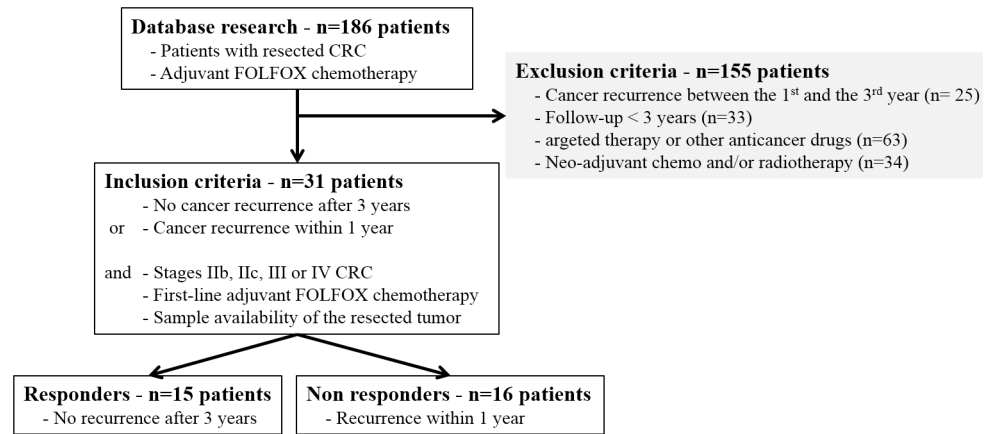 Database research - n=186 patients
- Patients with resected CRC
- Adjuvant FOLFOX chemotherapy
Exclusion criteria - n=155 patients
- Cancer recurrence between the 1st and the 3rd year (n= 25)
- Follow-up < 3 years (n=33)
- argeted therapy or other anticancer drugs (n=63)
- Neo-adjuvant chemo and/or radiotherapy (n=34)
Inclusion criteria - n=31 patients
- No cancer recurrence after 3 years
or - Cancer recurrence within 1 year
and - Stages IIb, IIc, III or IV CRC
- First-line adjuvant FOLFOX chemotherapy
- Sample availability of the resected tumor
Responders - n=15 patients
- No recurrence after 3 years
Non responders - n=16 patients
- Recurrence within 1 year